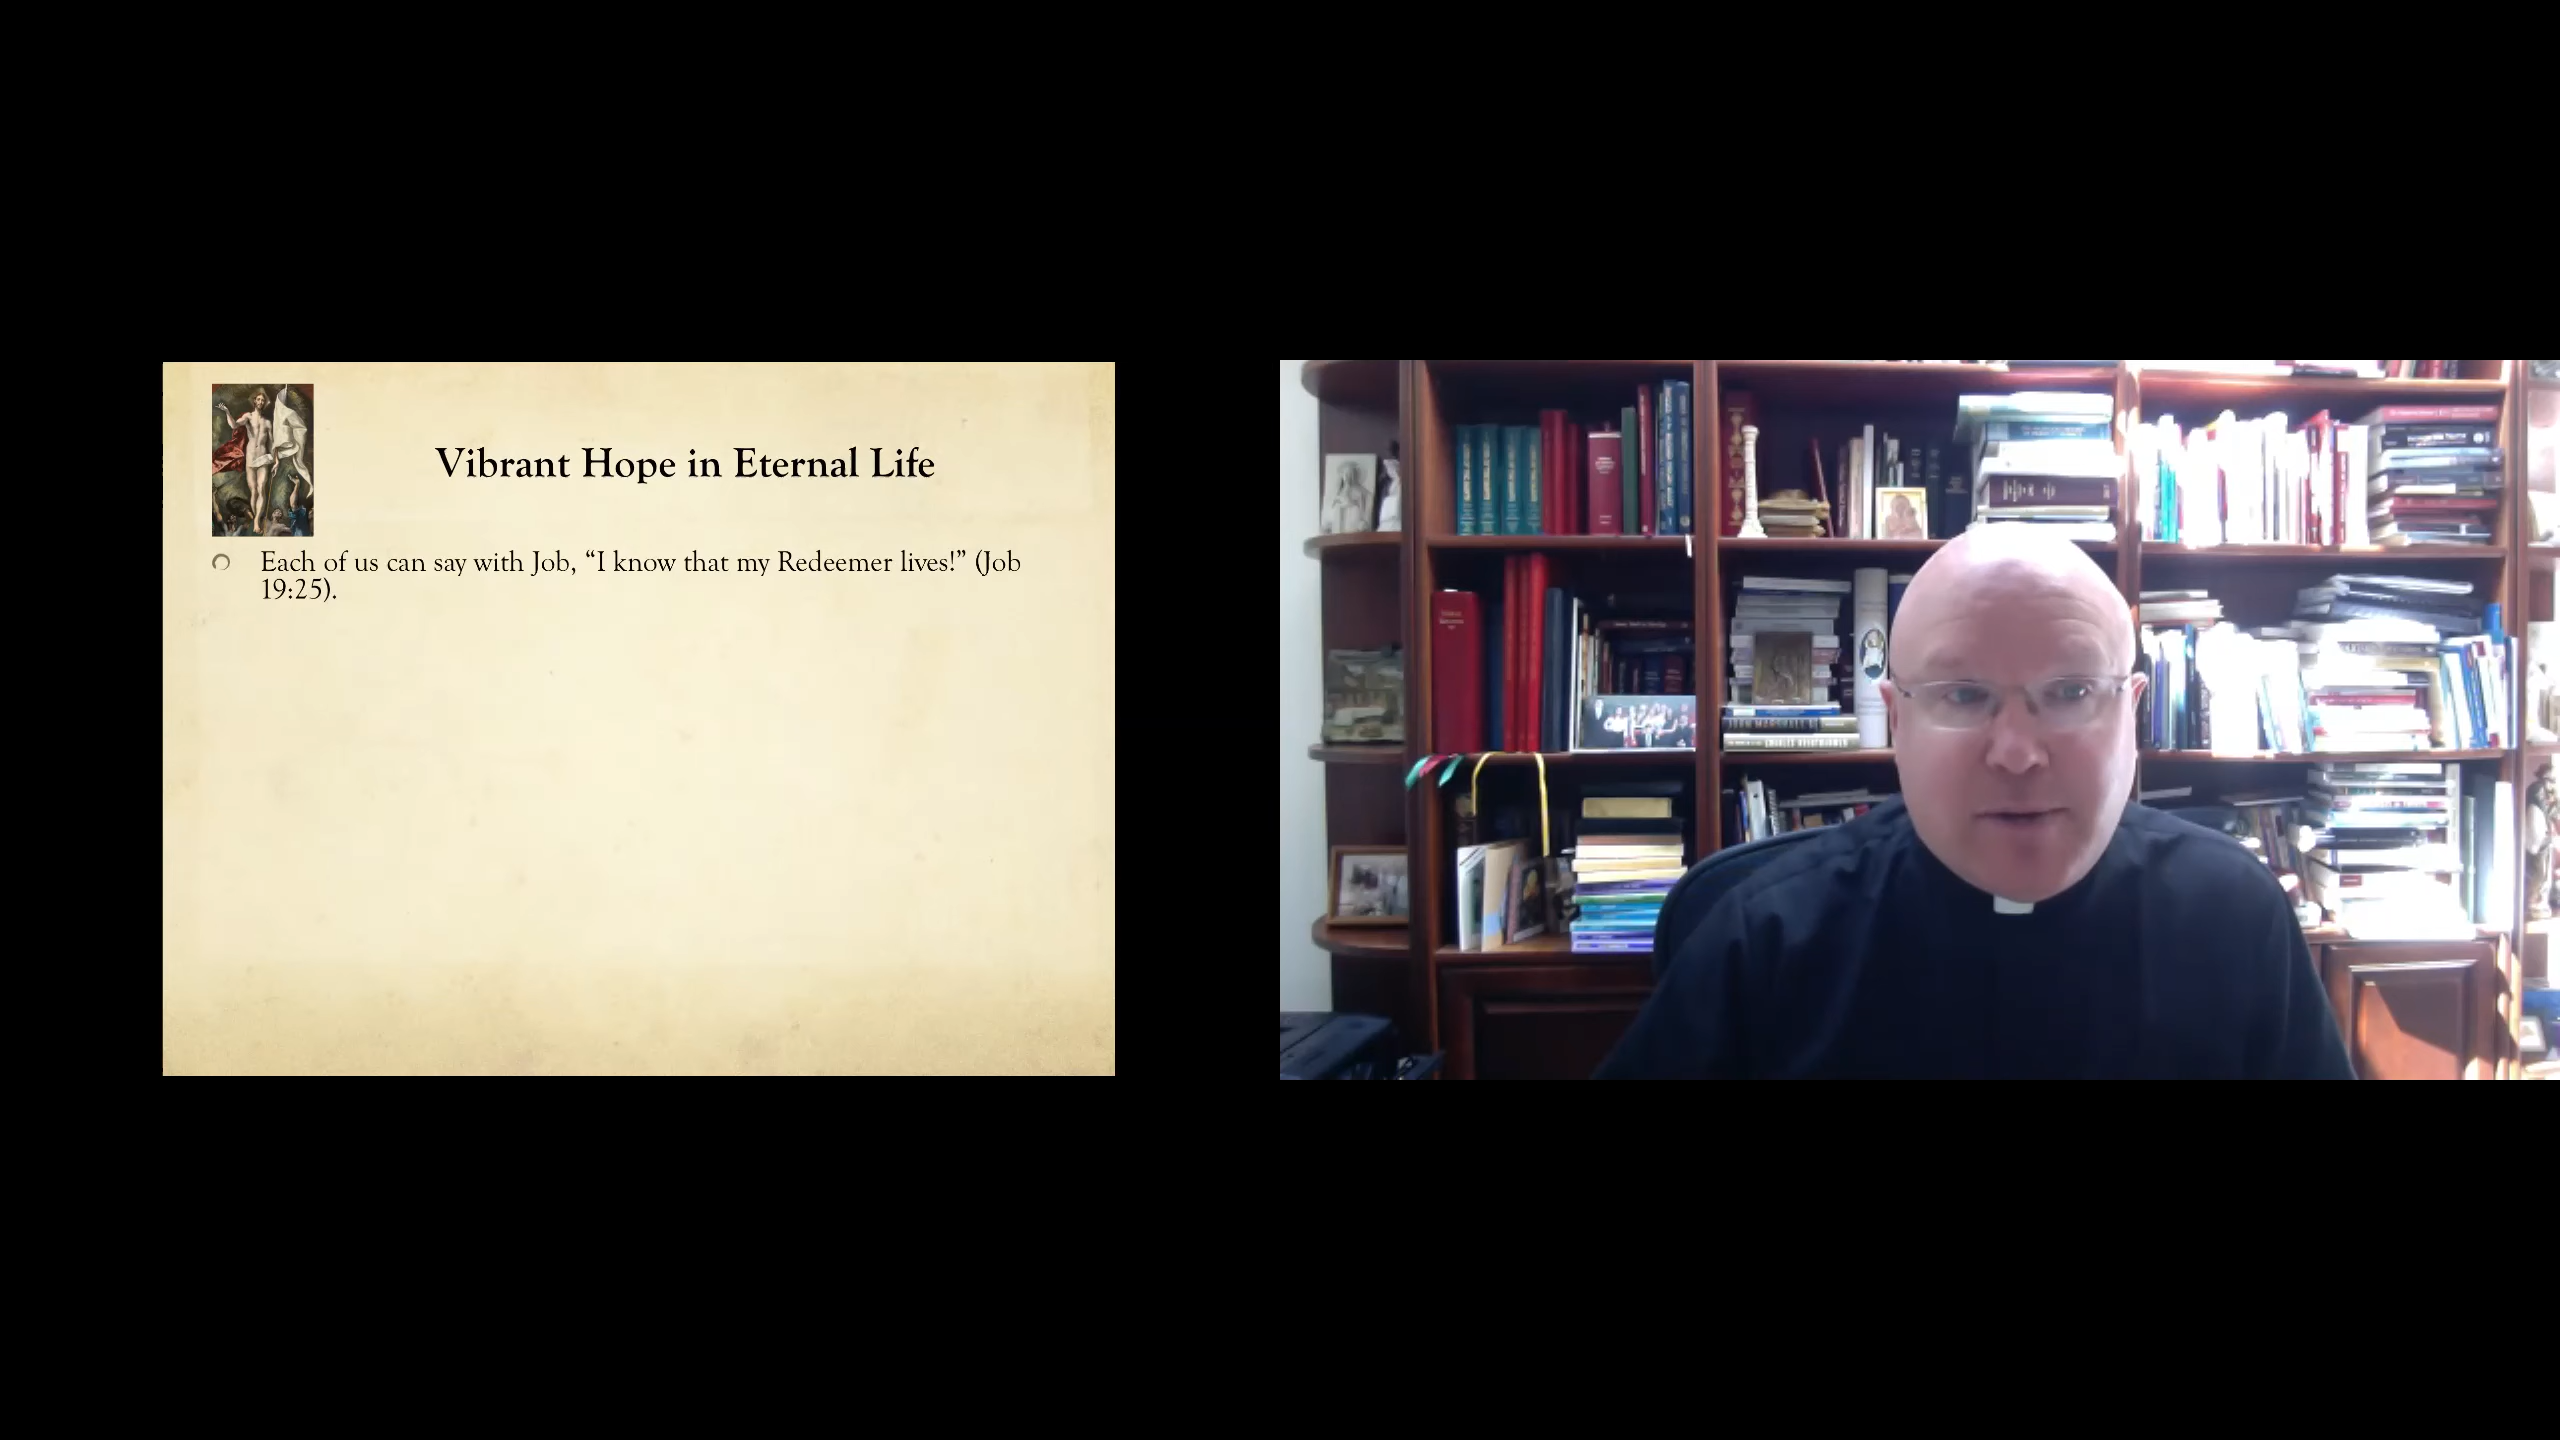 Vibrant Hope in Eternal Life
Each of us can say with Job, “I know that my Redeemer lives!” (Job
19:25).